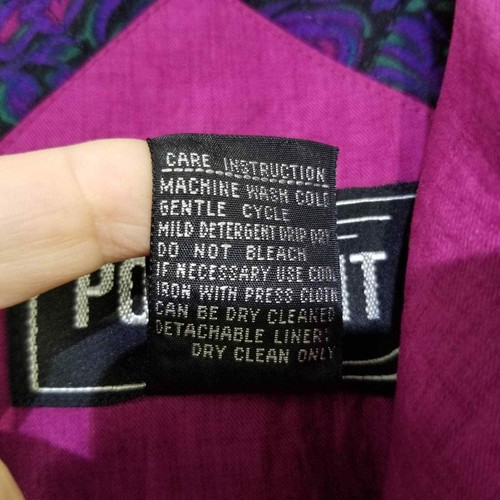 CARE INSTRUCTION
MACHINE WASH COLD
GENTLE CYCLE
MILD DETERGENT DRIP DRY
DO NOT BLEACH
IF NECESSARY USE COOL
IRON WITH PRESS CLOTH
CAN BE DRY CLEANED
DETACHABLE LINER:
DRY CLEAN ONLY